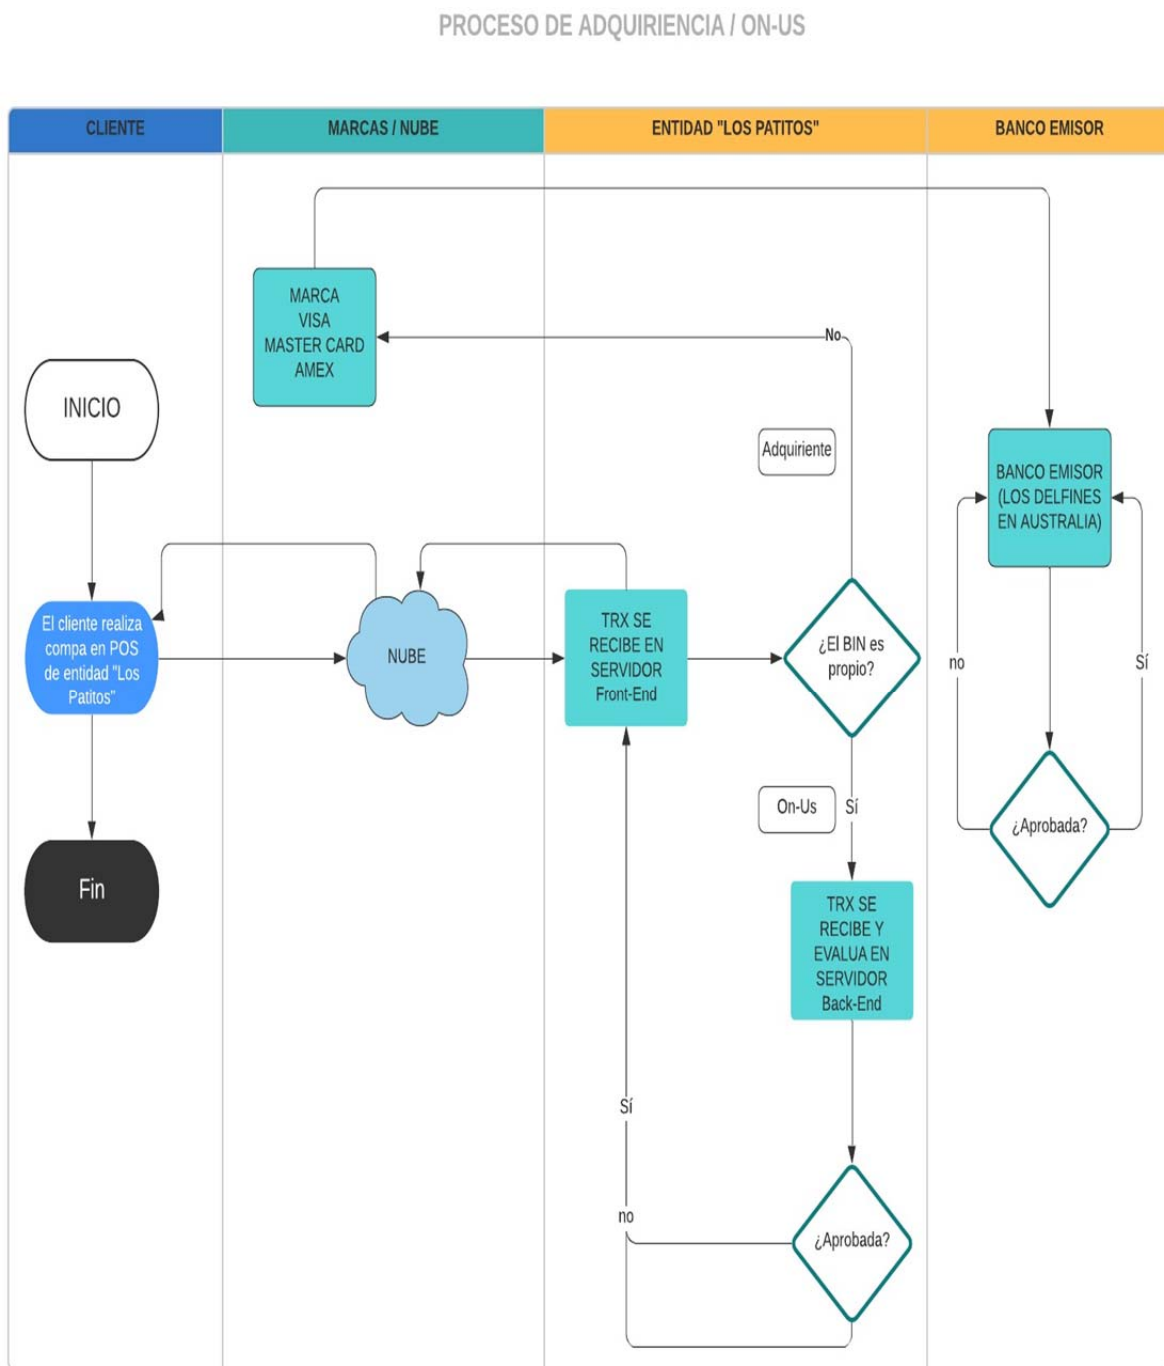 PROCESO DE ADQUIRIENCIA / ON-US
CLIENTE
MARCAS / NUBE
ENTIDAD "LOS PATITOS"
BANCO EMISOR
MARCA
VISA
MASTER CARD
AMEX
No
INICIO
Adquiriente
BANCO EMISOR
(LOS DELFINES
EN AUSTRALIA)
El cliente realiza
compa en POS
de entidad "Los
Patitos"
NUBE
TRX SE
RECIBE EN
SERVIDOR
Front-End
¿El BIN es
propio?
no
Sí
On-Us
Sí
¿Aprobada?
Fin
TRX SE
RECIBE Y
EVALUA EN
SERVIDOR
Back-End
Sí
no
¿Aprobada?